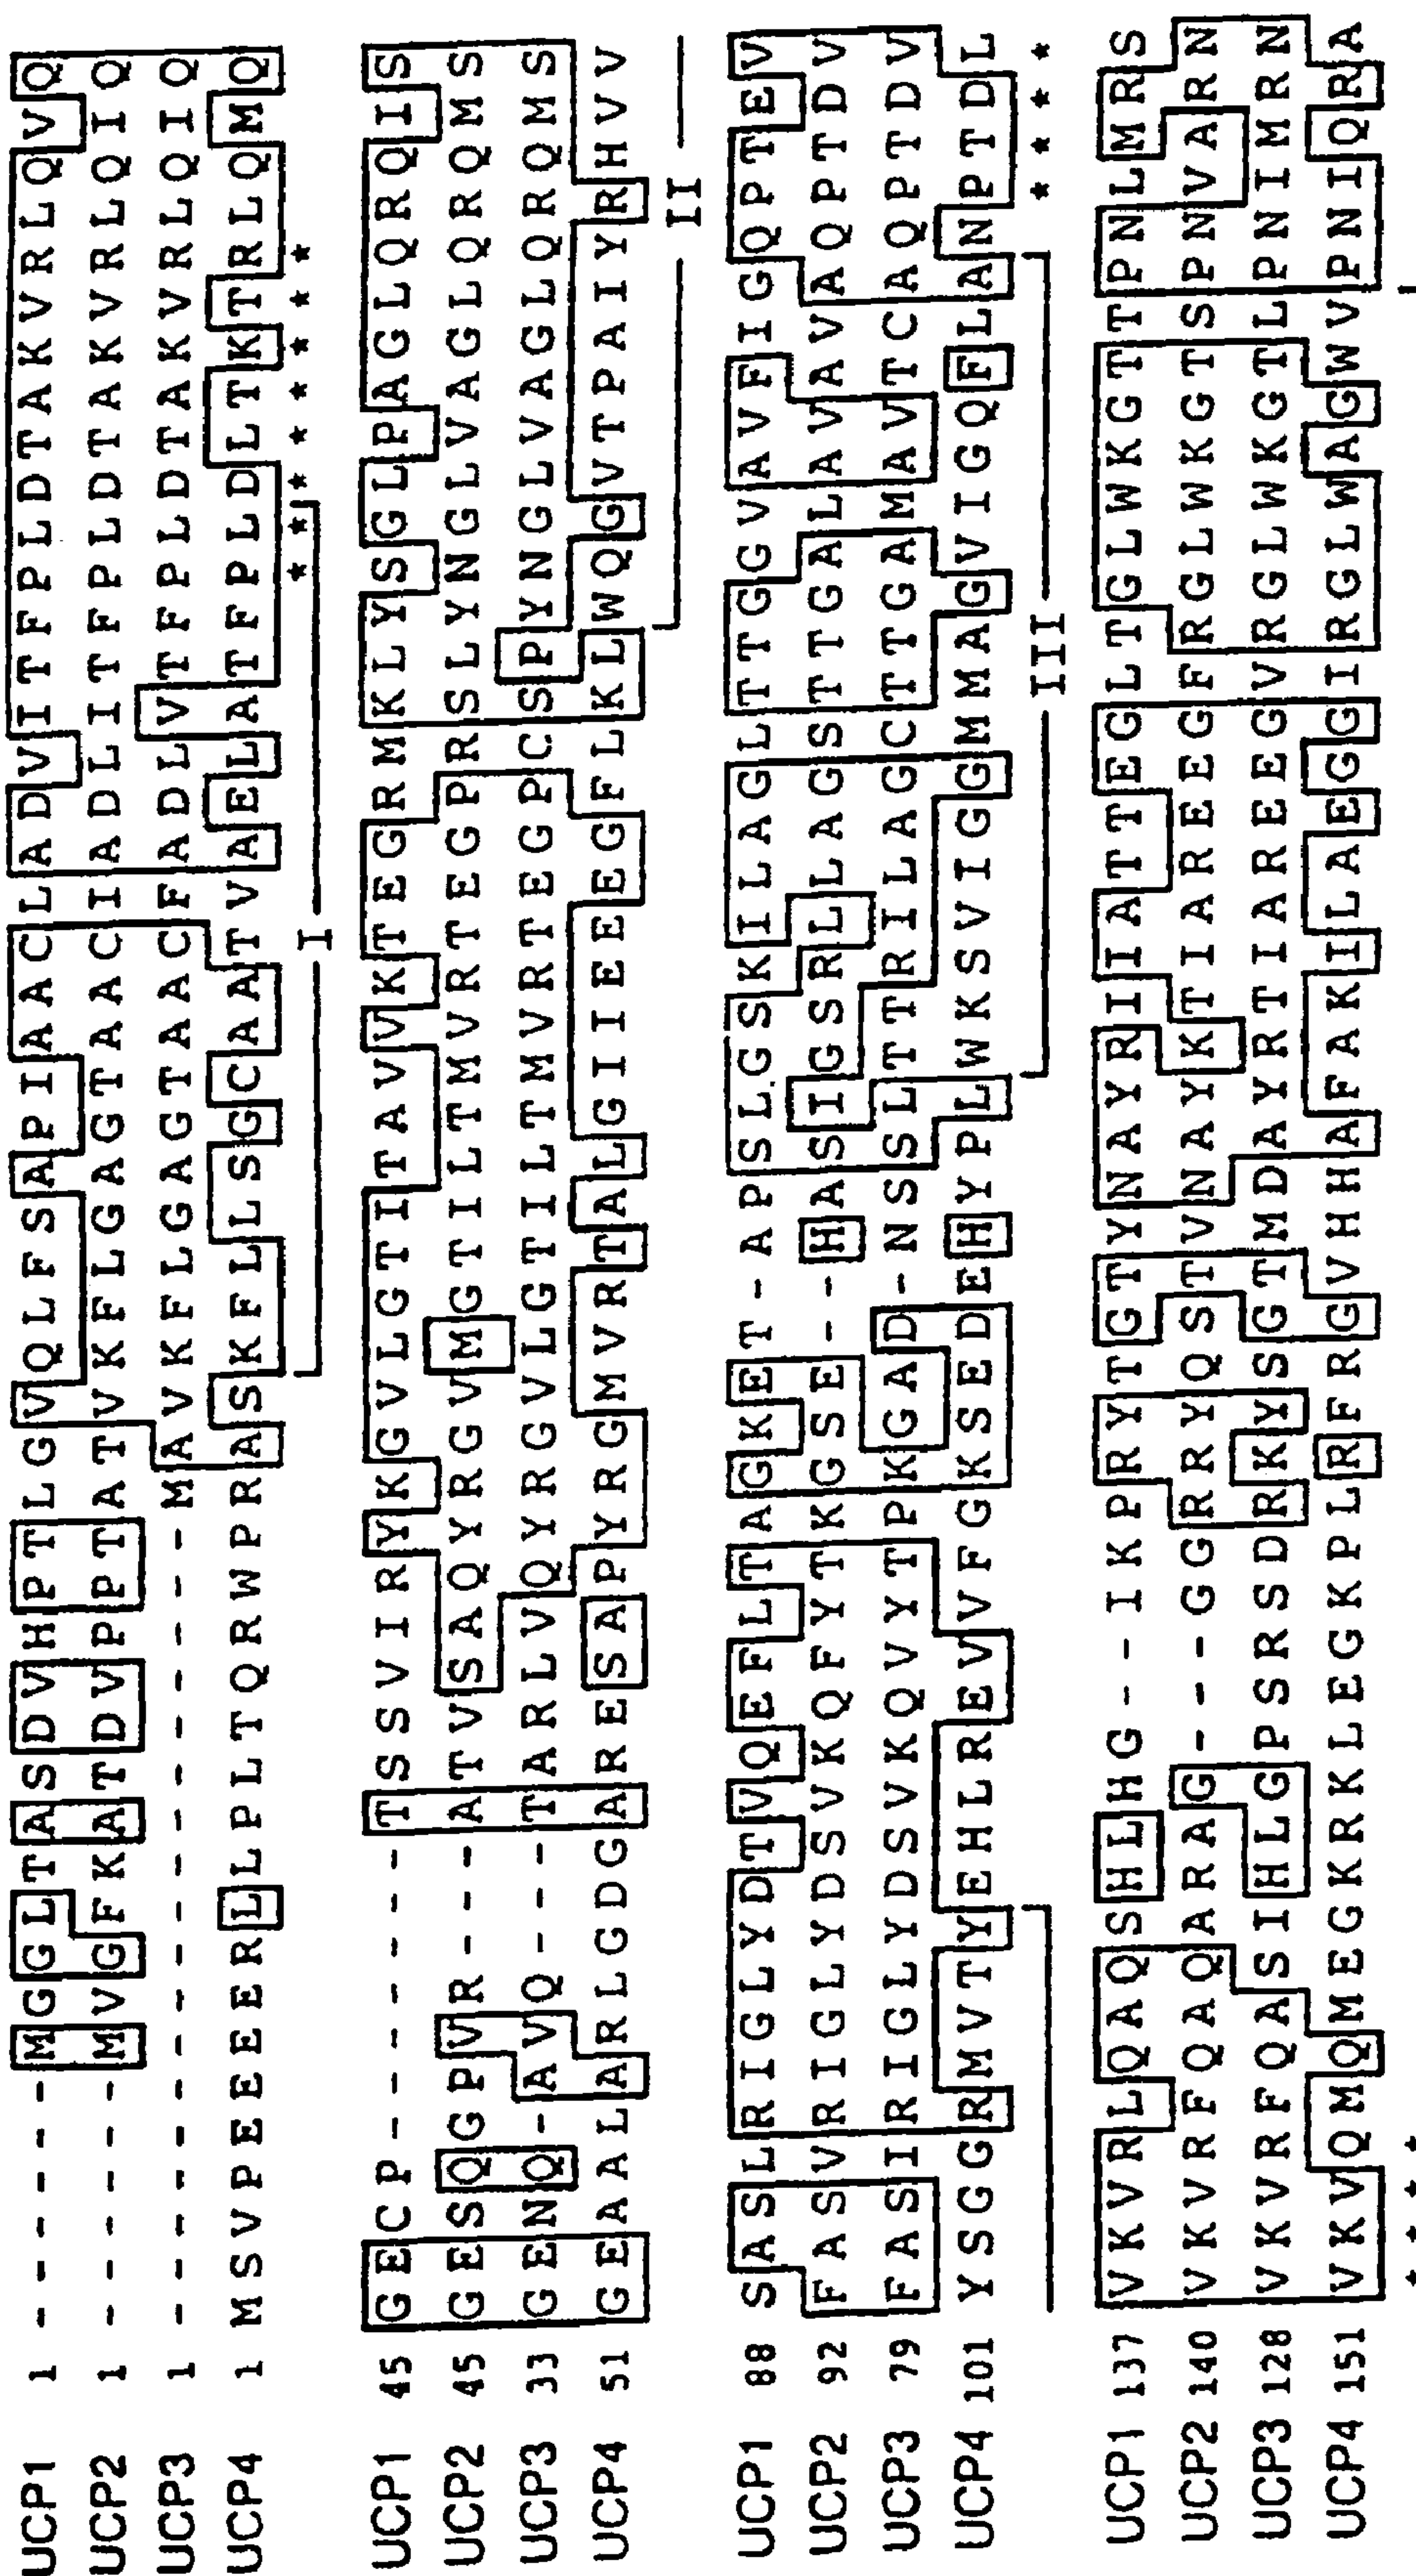 UCP1 1 - - - - - - M G G L T A S D V H P T L G V Q L F S A P I A A C L A D V I T F P L D T A K V R L Q V Q
UCP2 1 - - - - - - M V G F K A T D V P P T A T V K F L G A G T A A C I A D L I T F P L D T A K V R L Q I Q
UCP3 1 - - - - - - - - - - - - - - - - - - M A V K F L G A G T A A C F A D L V T F P L D T A K V R L Q I Q
UCP4 1 M S V P E E E R L L P L T Q R W P R A S K F L L S G C A A T V A E L A T F P L D L T K T R L Q M Q
* * * * * * * *
I
UCP1 45 G E C P - - - - - - - T S S V I R Y K G V L G T I T A V V K T E G R M K L Y S G L P A G L Q R Q I S
UCP2 45 G E S Q G P V R - - - A T V S A Q Y R G V M G T I L T M V R T E G P R S L Y N G L V A G L Q R Q M S
UCP3 33 G E N Q - A V Q - - - T A R L V Q Y R G V L G T I L T M V R T E G P C S P Y N G L V A G L Q R Q M S
UCP4 51 G E A A L A R L G D G A R E S A P Y R G M V R T A L G I I E E E G F L K L W Q G V T P A I Y R H V V
II
UCP1 88 S A S L R I G L Y D T V Q E F L T A G K E T - A P S L G S K I L A G L T T G G V A V F I G Q P T E V
UCP2 92 F A S V R I G L Y D S V K Q F Y T K G S E - - H A S I G S R L L A G S T T G A L A V A V A Q P T D V
UCP3 79 F A S I R I G L Y D S V K Q V Y T P K G A D - N S S L T T R I L A G C T T G A M A V T C A Q P T D V
UCP4 101 Y S G G R M V T Y E H L R E V V F G K S E D E H Y P L W K S V I G G M M A G V I G Q F L A N P T D L
III
* * * *
UCP1 137 V K V R L Q A Q S H L H G - - I K P R Y T G T Y N A Y R I I A T T E G L T G L W K G T T P N L M R S
UCP2 140 V K V R F Q A Q A R A G - - - G G R R Y Q S T V N A Y K T I A R E E G F R G L W K G T S P N V A R N
UCP3 128 V K V R F Q A S I H L G P S R S D R K Y S G T M D A Y R T I A R E E G V R G L W K G T L P N I M R N
UCP4 151 V K V Q M Q M E G K R K L E G K P L R F R G V H H A F A K I L A E G G I R G L W A G W V P N I Q R A
* * * *